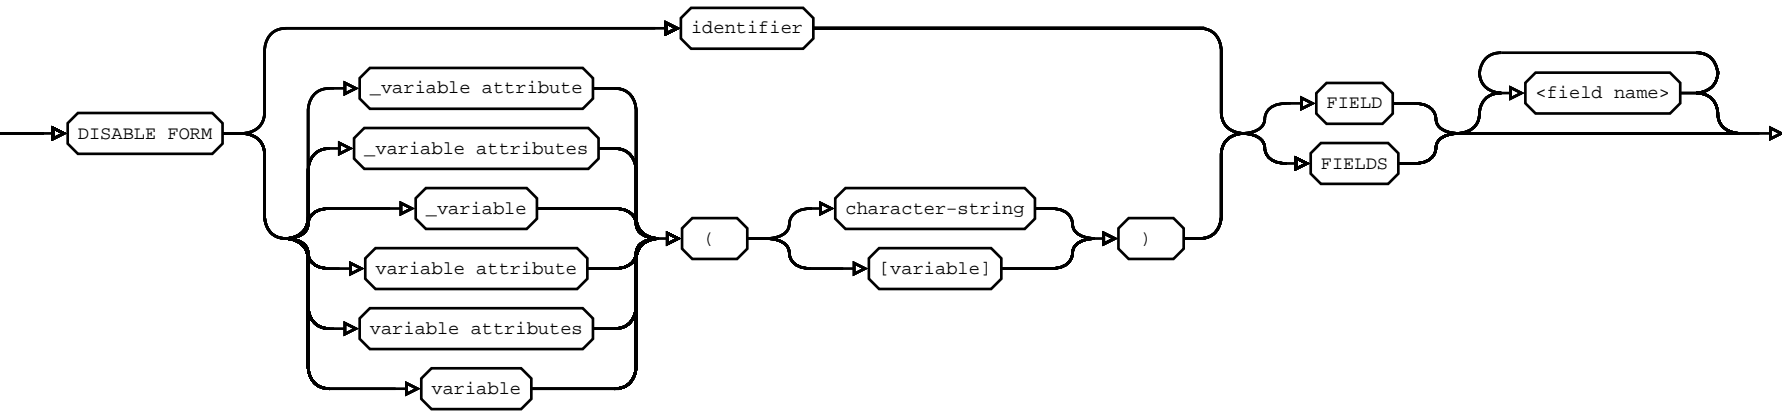 identifier
_variable attribute
<field name>
FIELD
DISABLE FORM
_variable attributes
FIELDS
_variable
character-string
(
)
variable attribute
[variable]
variable attributes
variable